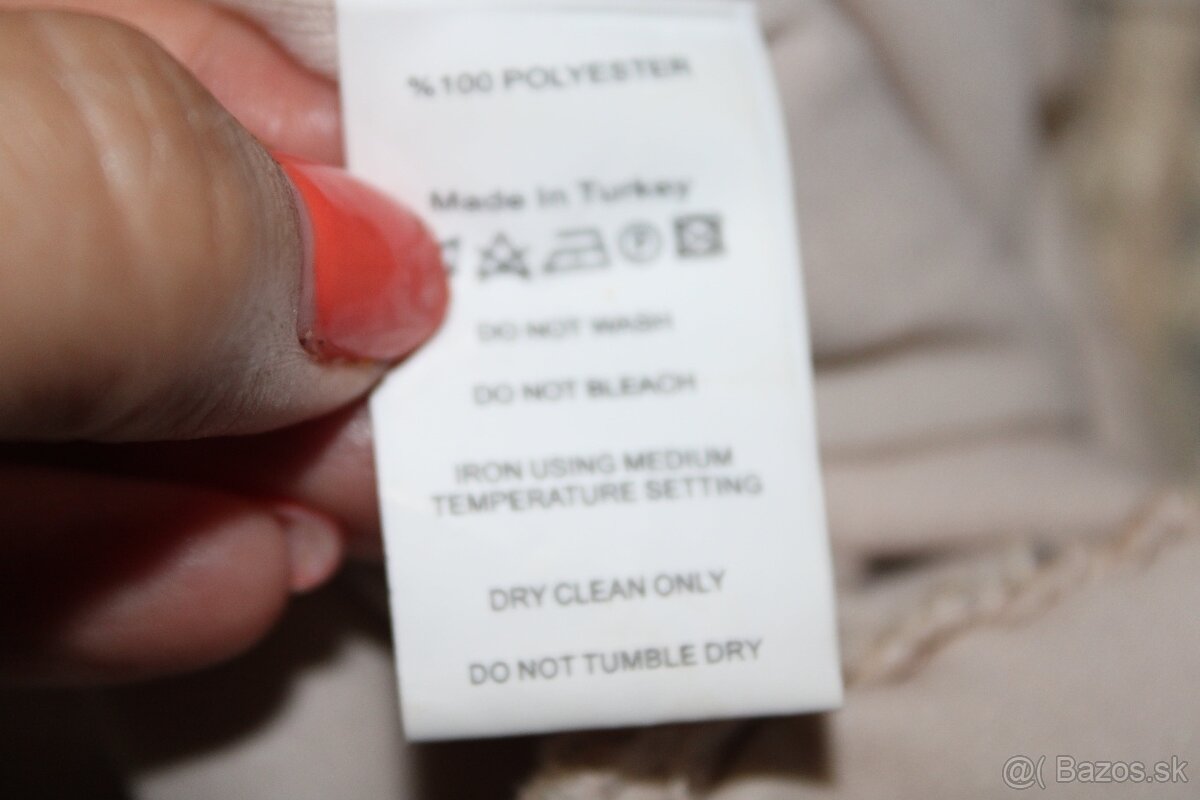 %100 POLYESTER
Made in Turkey
P
DO NOT WASH
DO NOT BLEACH
IRON USING MEDIUM
TEMPERATURE SETTING
DRY CLEAN ONLY
DO NOT TUMBLE DRY
@( Bazos.sk